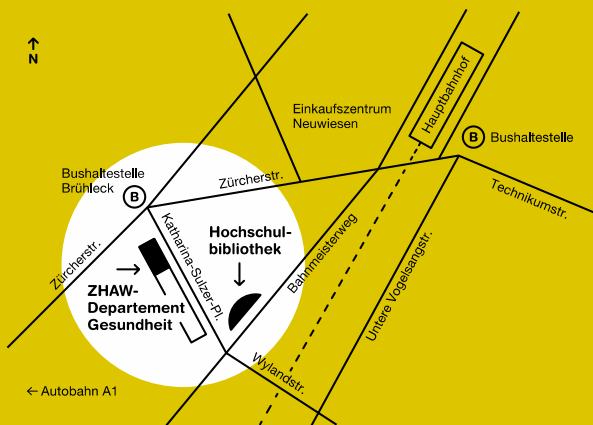 N
Einkaufszentrum
Neuwiesen
Hauptbahnhof
B
Bushaltestelle
Bushaltestelle
Brühleck
B
Zürcherstr.
Technikumstr.
Zürcherstr.
Katharina-Sulzer-Pl.
Hochschul-
bibliothek
Bahnmeisterweg
Untere Vogelsangstr.
ZHAW-
Departement
Gesundheit
Wylandstr.
← Autobahn A1